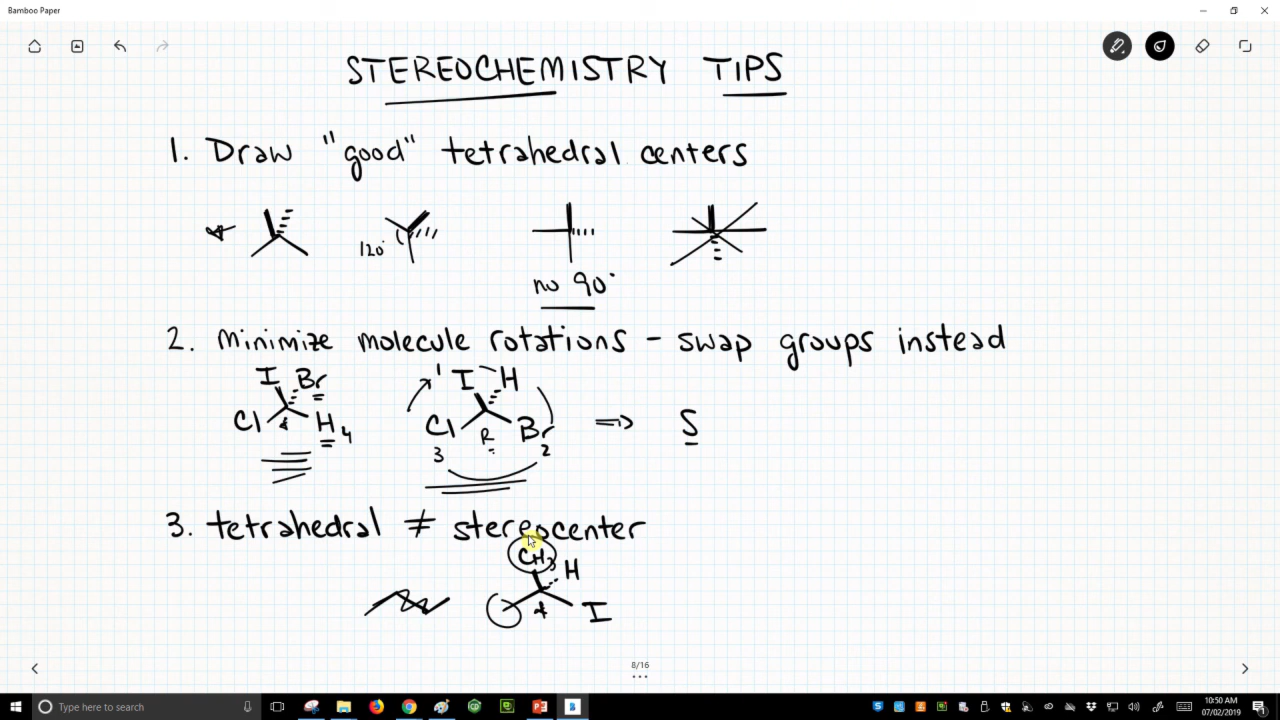 Bamboo Paper
STEREOCHEMISTRY TIPS
1. Draw "good" tetrahedral centers
120°
no 90°
2. minimize molecule rotations - swap groups instead
I Br
Cl H 4
1 I H
Cl R Br
3 2
⇒ S
3. tetrahedral ≠ stereocenter
CH3 H
I
8/16
Type here to search
10:50 AM
07/02/2019